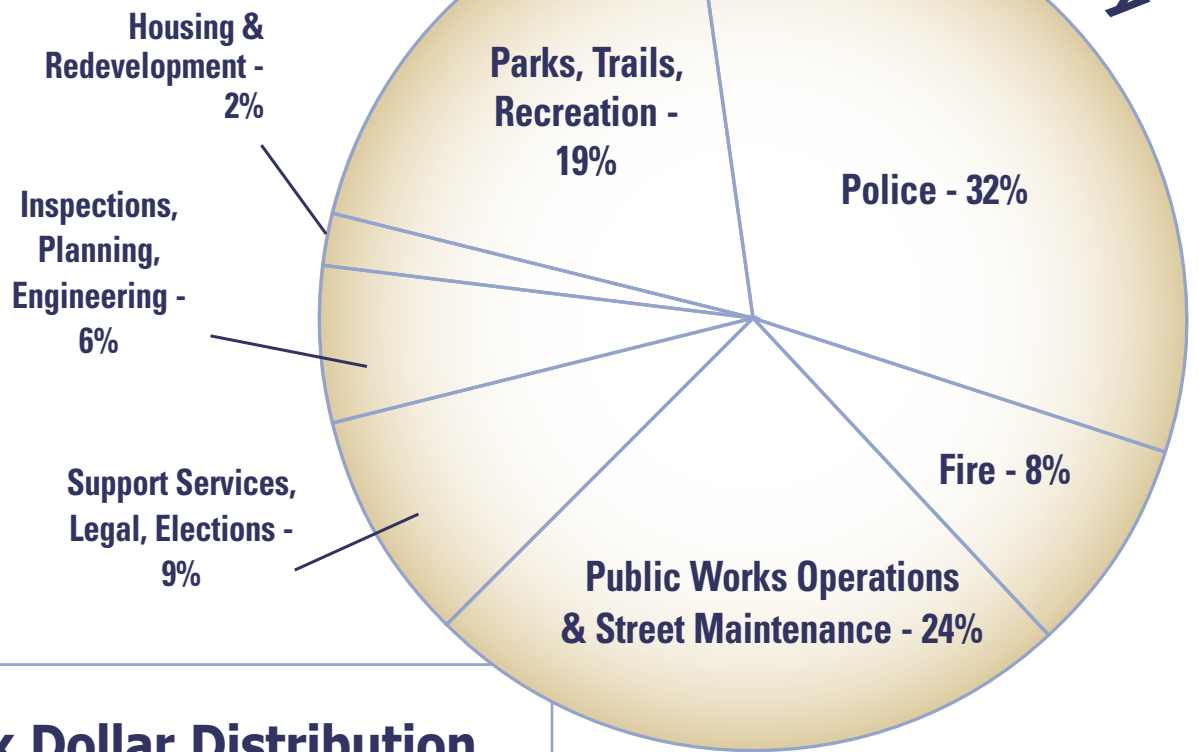 Housing &
Redevelopment -
2%
Parks, Trails,
Recreation -
19%
Police - 32%
Inspections,
Planning,
Engineering -
6%
Fire - 8%
Support Services,
Legal, Elections -
9%
Public Works Operations
& Street Maintenance - 24%
Dollar Distribution